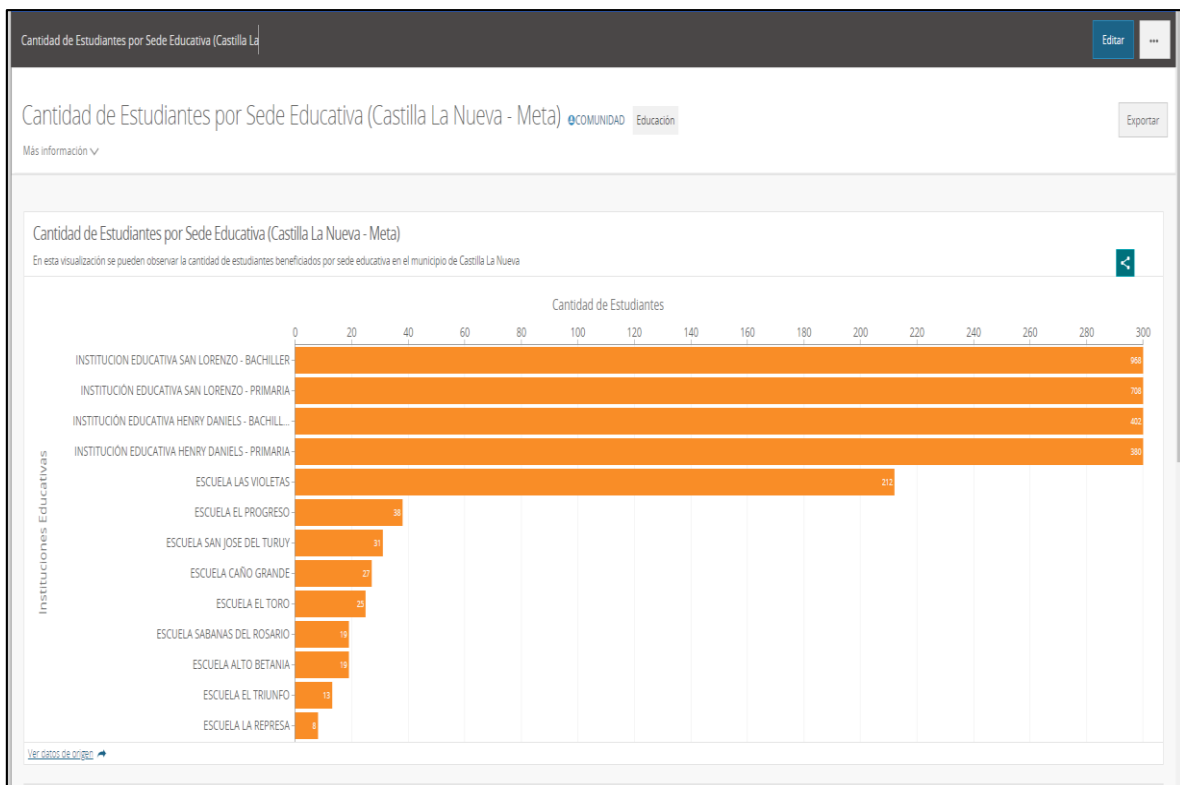 Cantidad de Estudiantes por Sede Educativa (Castilla La
Editar
...
Cantidad de Estudiantes por Sede Educativa (Castilla La Nueva - Meta) COMUNIDAD Educación
Exportar
Más información
Cantidad de Estudiantes por Sede Educativa (Castilla La Nueva - Meta)
En esta visualización se pueden observar la cantidad de estudiantes beneficiados por sede educativa en el municipio de Castilla La Nueva
Cantidad de Estudiantes
0 20 40 60 80 100 120 140 160 180 200 220 240 260 280 300
Instituciones Educativas
INSTITUCION EDUCATIVA SAN LORENZO - BACHILLER 968
INSTITUCIÓN EDUCATIVA SAN LORENZO - PRIMARIA 708
INSTITUCIÓN EDUCATIVA HENRY DANIELS - BACHILL... 402
INSTITUCIÓN EDUCATIVA HENRY DANIELS - PRIMARIA 360
ESCUELA LAS VIOLETAS 212
ESCUELA EL PROGRESO 38
ESCUELA SAN JOSE DEL TURUY 31
ESCUELA CAÑO GRANDE 27
ESCUELA EL TORO 25
ESCUELA SABANAS DEL ROSARIO 19
ESCUELA ALTO BETANIA 19
ESCUELA EL TRIUNFO 13
ESCUELA LA REPRESA 8
Ver datos de origen